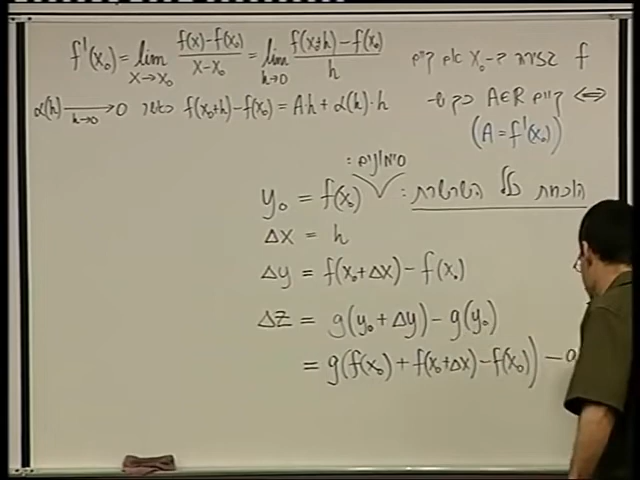 f גזירה ב-x₀ אם קיים f'(x₀) = lim_{x→x₀} (f(x)-f(x₀))/(x-x₀) = lim_{h→0} (f(x₀+h)-f(x₀))/h
⟺ קיים A∈R כך ש- f(x₀+h)-f(x₀) = A·h + α(h)·h כאשר α(h) →_{h→0} 0
(A = f'(x₀))
הוכחת כלל השרשרת: סימונים:
y₀ = f(x₀)
Δx = h
Δy = f(x₀+Δx) - f(x₀)
Δz = g(y₀+Δy) - g(y₀)
= g(f(x₀) + f(x₀+Δx) - f(x₀)) -